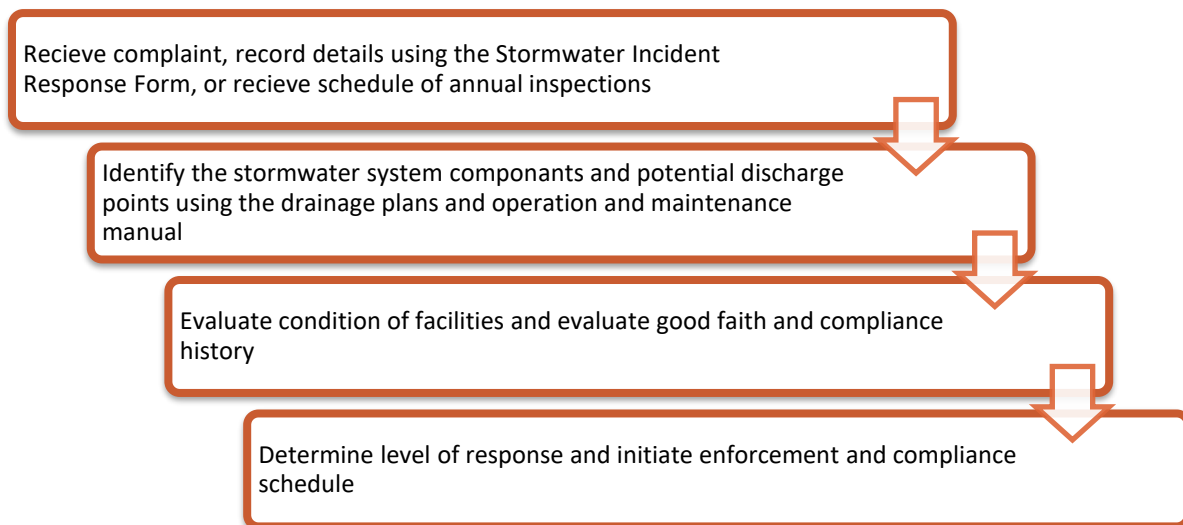 Recieve complaint, record details using the Stormwater Incident
Response Form, or recieve schedule of annual inspections
Identify the stormwater system componants and potential discharge
points using the drainage plans and operation and maintenance
manual
Evaluate condition of facilities and evaluate good faith and compliance
history
Determine level of response and initiate enforcement and compliance
schedule